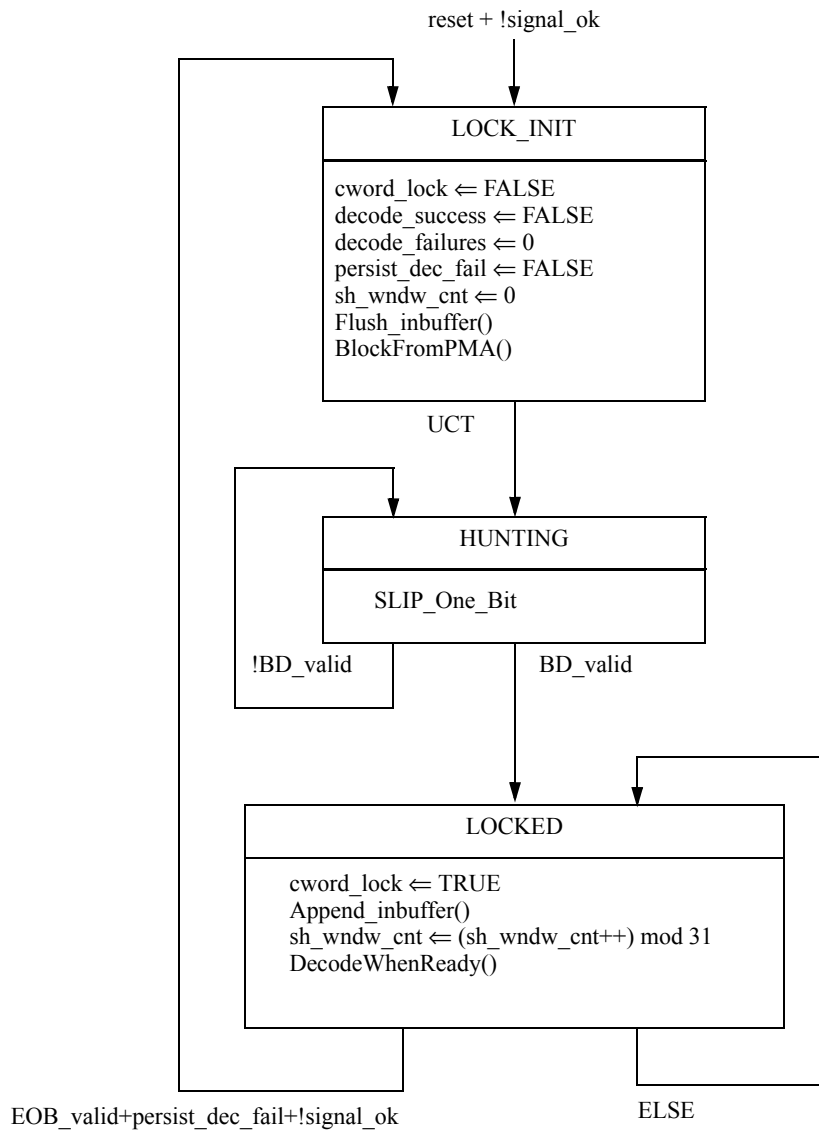 reset + !signal_ok
LOCK_INIT
cword_lock ⇐ FALSE
decode_success ⇐ FALSE
decode_failures ⇐ 0
persist_dec_fail ⇐ FALSE
sh_wndw_cnt ⇐ 0
Flush_inbuffer()
BlockFromPMA()
UCT
HUNTING
SLIP_One_Bit
!BD_valid
BD_valid
LOCKED
cword_lock ⇐ TRUE
Append_inbuffer()
sh_wndw_cnt ⇐ (sh_wndw_cnt++) mod 31
DecodeWhenReady()
EOB_valid+persist_dec_fail+!signal_ok
ELSE